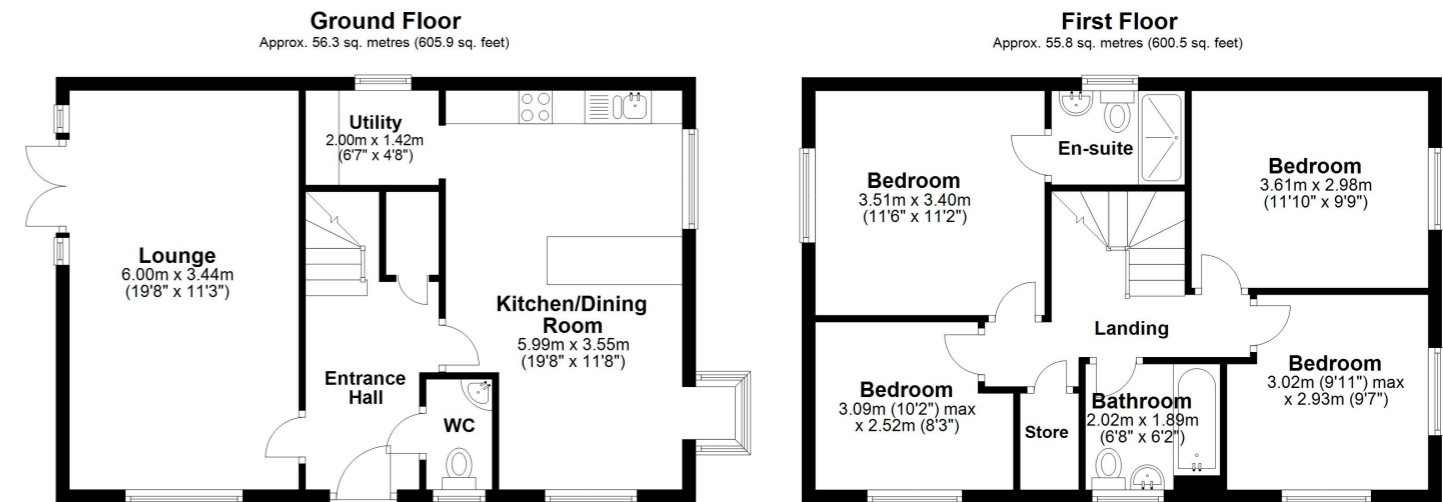 Ground Floor
Approx. 56.3 sq. metres (605.9 sq. feet)
Utility
2.00m x 1.42m
(6'7" x 4'8")
Lounge
6.00m x 3.44m
(19'8" x 11'3")
Kitchen/Dining
Room
5.99m x 3.55m
(19'8" x 11'8")
Entrance
Hall
WC
First Floor
Approx. 55.8 sq. metres (600.5 sq. feet)
En-suite
Bedroom
3.51m x 3.40m
(11'6" x 11'2")
Bedroom
3.61m x 2.98m
(11'10" x 9'9")
Landing
Bedroom
3.09m (10'2") max
x 2.52m (8'3")
Store
Bathroom
2.02m x 1.89m
(6'8" x 6'2")
Bedroom
3.02m (9'11") max
x 2.93m (9'7")